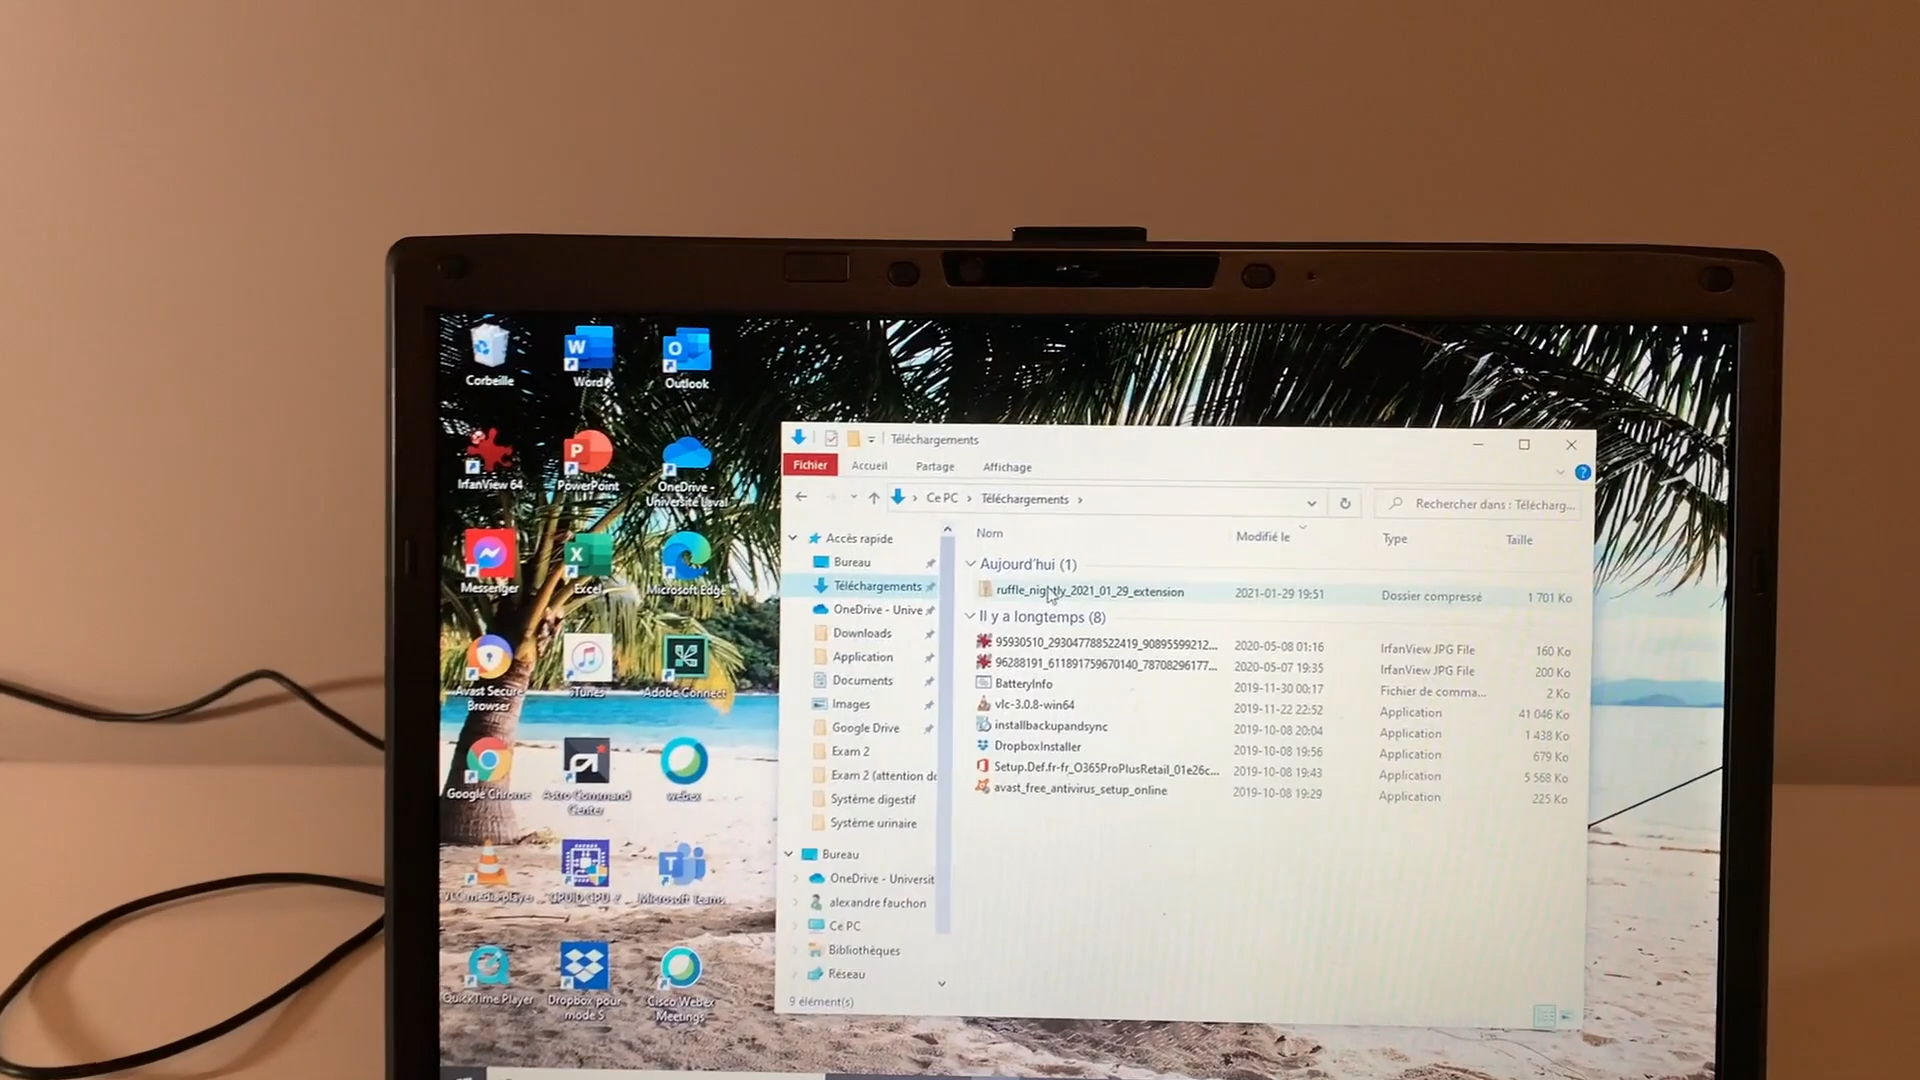 Corbeille
Word
Outlook
IrfanView 64
PowerPoint
OneDrive -
Université Laval
Messenger
Excel
Microsoft Edge
Avast Secure
Browser
iTunes
Adobe Connect
Google Chrome
Astro Command
Center
webex
VLC media player
Microsoft Teams
QuickTime Player
Dropbox pour
mode S
Cisco Webex
Meetings
Téléchargements
Fichier
Accueil
Partage
Affichage
Ce PC
Téléchargements
Rechercher dans : Télécharg...
Accès rapide
Bureau
Téléchargements
OneDrive - Unive
Downloads
Application
Documents
Images
Google Drive
Exam 2
Exam 2 (attention de
Système digestif
Système urinaire
Bureau
OneDrive - Universit
alexandre fauchon
Ce PC
Bibliothèques
Réseau
9 élément(s)
Nom Modifié le Type Taille
Aujourd'hui (1)
ruffle_nightly_2021_01_29_extension 2021-01-29 19:51 Dossier compressé 1 701 Ko
Il y a longtemps (8)
95930510_293047788522419_90895599212... 2020-05-08 01:16 IrfanView JPG File 160 Ko
96288191_611891759670140_78708296177... 2020-05-07 19:35 IrfanView JPG File 200 Ko
BatteryInfo 2019-11-30 00:17 Fichier de comma... 2 Ko
vlc-3.0.8-win64 2019-11-22 22:52 Application 41 046 Ko
installbackupandsync 2019-10-08 20:04 Application 1 438 Ko
DropboxInstaller 2019-10-08 19:56 Application 679 Ko
Setup.Def.fr-fr_O365ProPlusRetail_01e26c... 2019-10-08 19:43 Application 5 568 Ko
avast_free_antivirus_setup_online 2019-10-08 19:29 Application 225 Ko